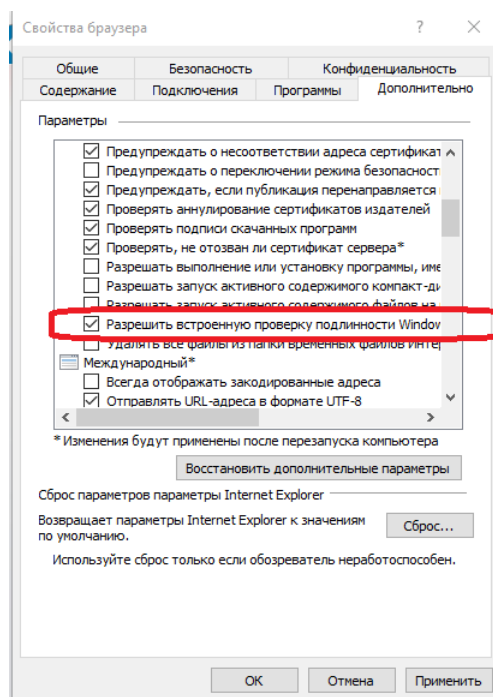 Свойства браузера
Общие Безопасность Конфиденциальность
Содержание Подключения Программы Дополнительно
Параметры
Предупреждать о несоответствии адреса сертификат
Предупреждать о переключении режима безопасност
Предупреждать, если публикация перенаправляется
Проверять аннулирование сертификатов издателей
Проверять подписи скачанных программ
Проверять, не отозван ли сертификат сервера*
Разрешать выполнение или установку программы, име
Разрешать запуск активного содержимого компакт-ди
Разрешать запуск активного содержимого файлов на
Разрешить встроенную проверку подлинности Window
Удалять все файлы из папки временных файлов Интер
Международный*
Всегда отображать закодированные адреса
Отправлять URL-адреса в формате UTF-8
*Изменения будут применены после перезапуска компьютера
Восстановить дополнительные параметры
Сброс параметров параметры Internet Explorer
Возвращает параметры Internet Explorer к значениям
по умолчанию.
Сброс...
Используйте сброс только если обозреватель неработоспособен.
ОК Отмена Применить